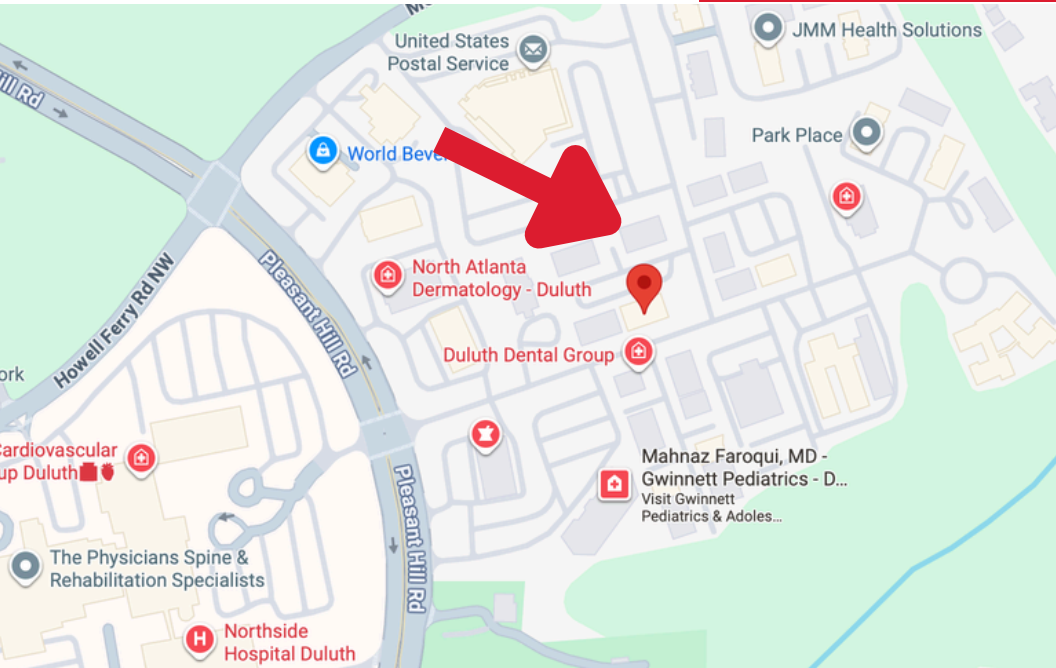 JMM Health Solutions
United States
Postal Service
Hill Rd
Park Place
World Beve
North Atlanta
Dermatology - Duluth
Pleasant Hill Rd
Howell Ferry Rd NW
Duluth Dental Group
ork
Cardiovascular
up Duluth
Mahnaz Faroqui, MD -
Gwinnett Pediatrics - D...
Visit Gwinnett
Pediatrics & Adoles...
Pleasant Hill Rd
The Physicians Spine &
Rehabilitation Specialists
H
Northside
Hospital Duluth